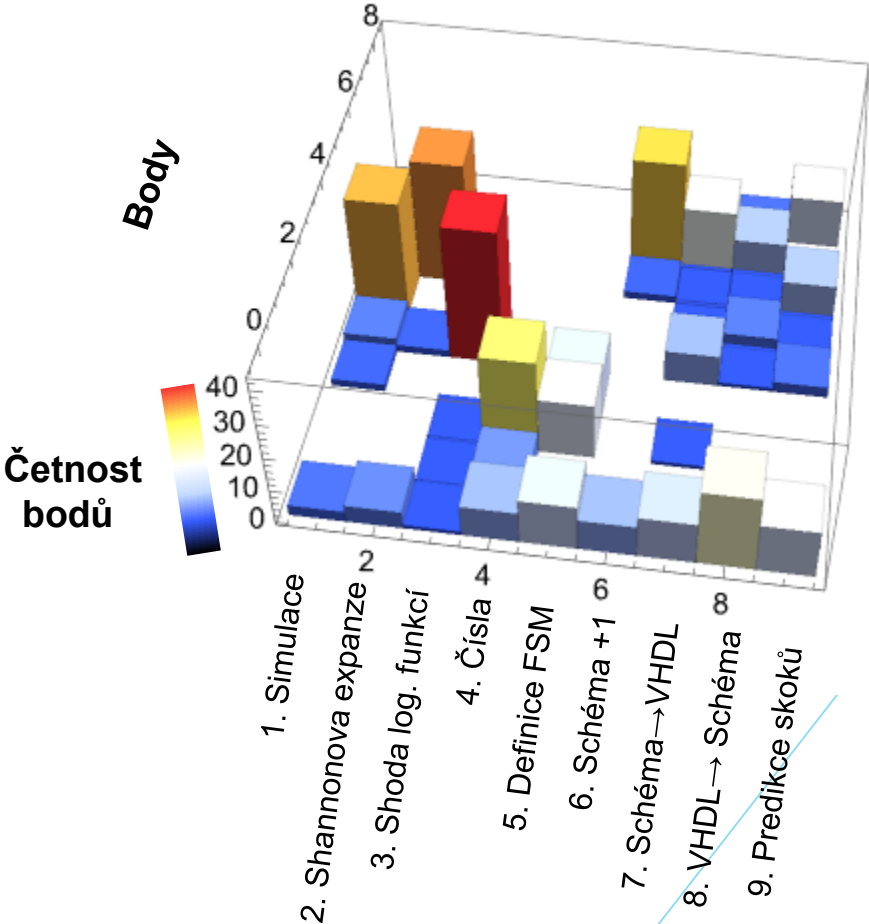 8
6
4
2
0
Body
40
30
20
10
0
Četnost
bodů
2
4
6
8
1. Simulace
2. Shannonova expanze
3. Shoda log. funkcí
4. Čísla
5. Definice FSM
6. Schéma +1
7. Schéma→VHDL
8. VHDL→ Schéma
9. Predikce skoků